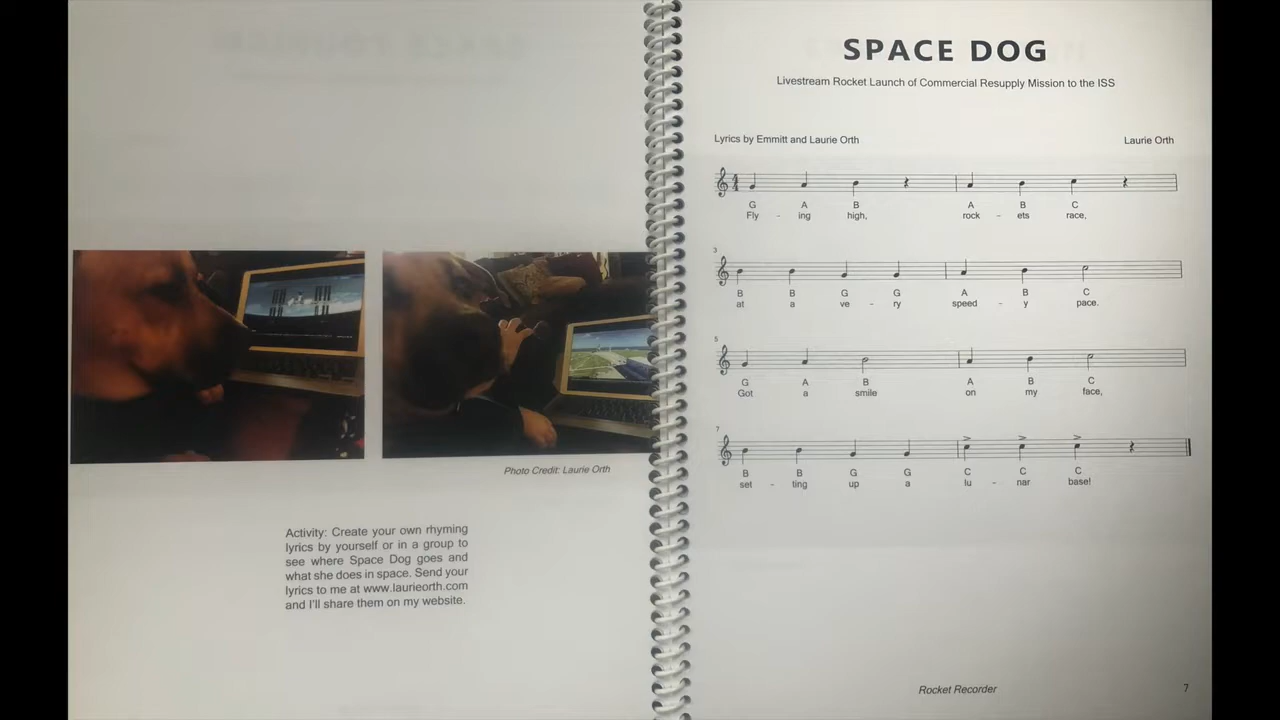 Photo Credit: Laurie Orth
Activity: Create your own rhyming
lyrics by yourself or in a group to
see where Space Dog goes and
what she does in space. Send your
lyrics to me at www.laurieorth.com
and I'll share them on my website.
SPACE DOG
Livestream Rocket Launch of Commercial Resupply Mission to the ISS
Lyrics by Emmitt and Laurie Orth
Laurie Orth
4 4
G A B A B C
Fly - ing high, rock - ets race,
3
B B G G A B C
at a ve - ry speed - y pace.
5
G A B A B C
Got a smile on my face,
7
B B G G C C C
set - ting up a lu - nar base!
Rocket Recorder
7